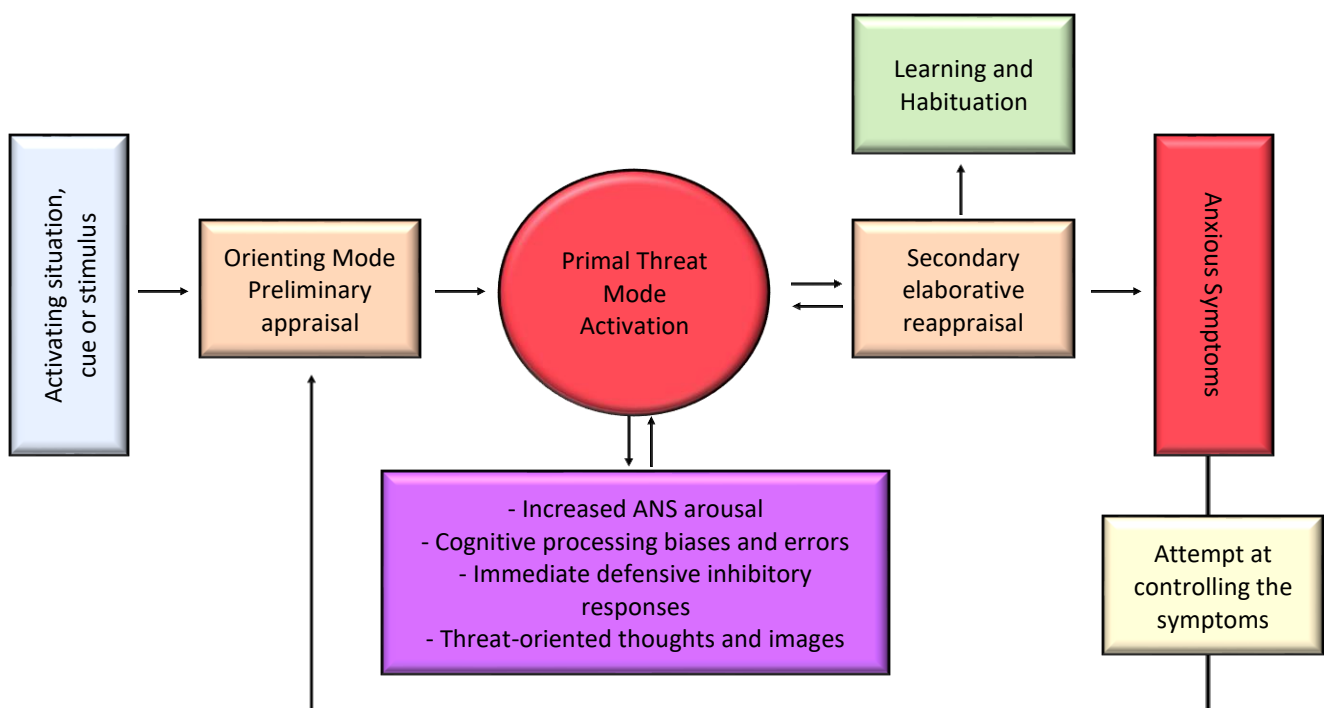 Activating situation,
cue or stimulus
Orienting Mode
Preliminary
appraisal
Primal Threat
Mode
Activation
- Increased ANS arousal
- Cognitive processing biases and errors
- Immediate defensive inhibitory
responses
- Threat-oriented thoughts and images
Learning and
Habituation
Secondary
elaborative
reappraisal
Anxious Symptoms
Attempt at
controlling the
symptoms